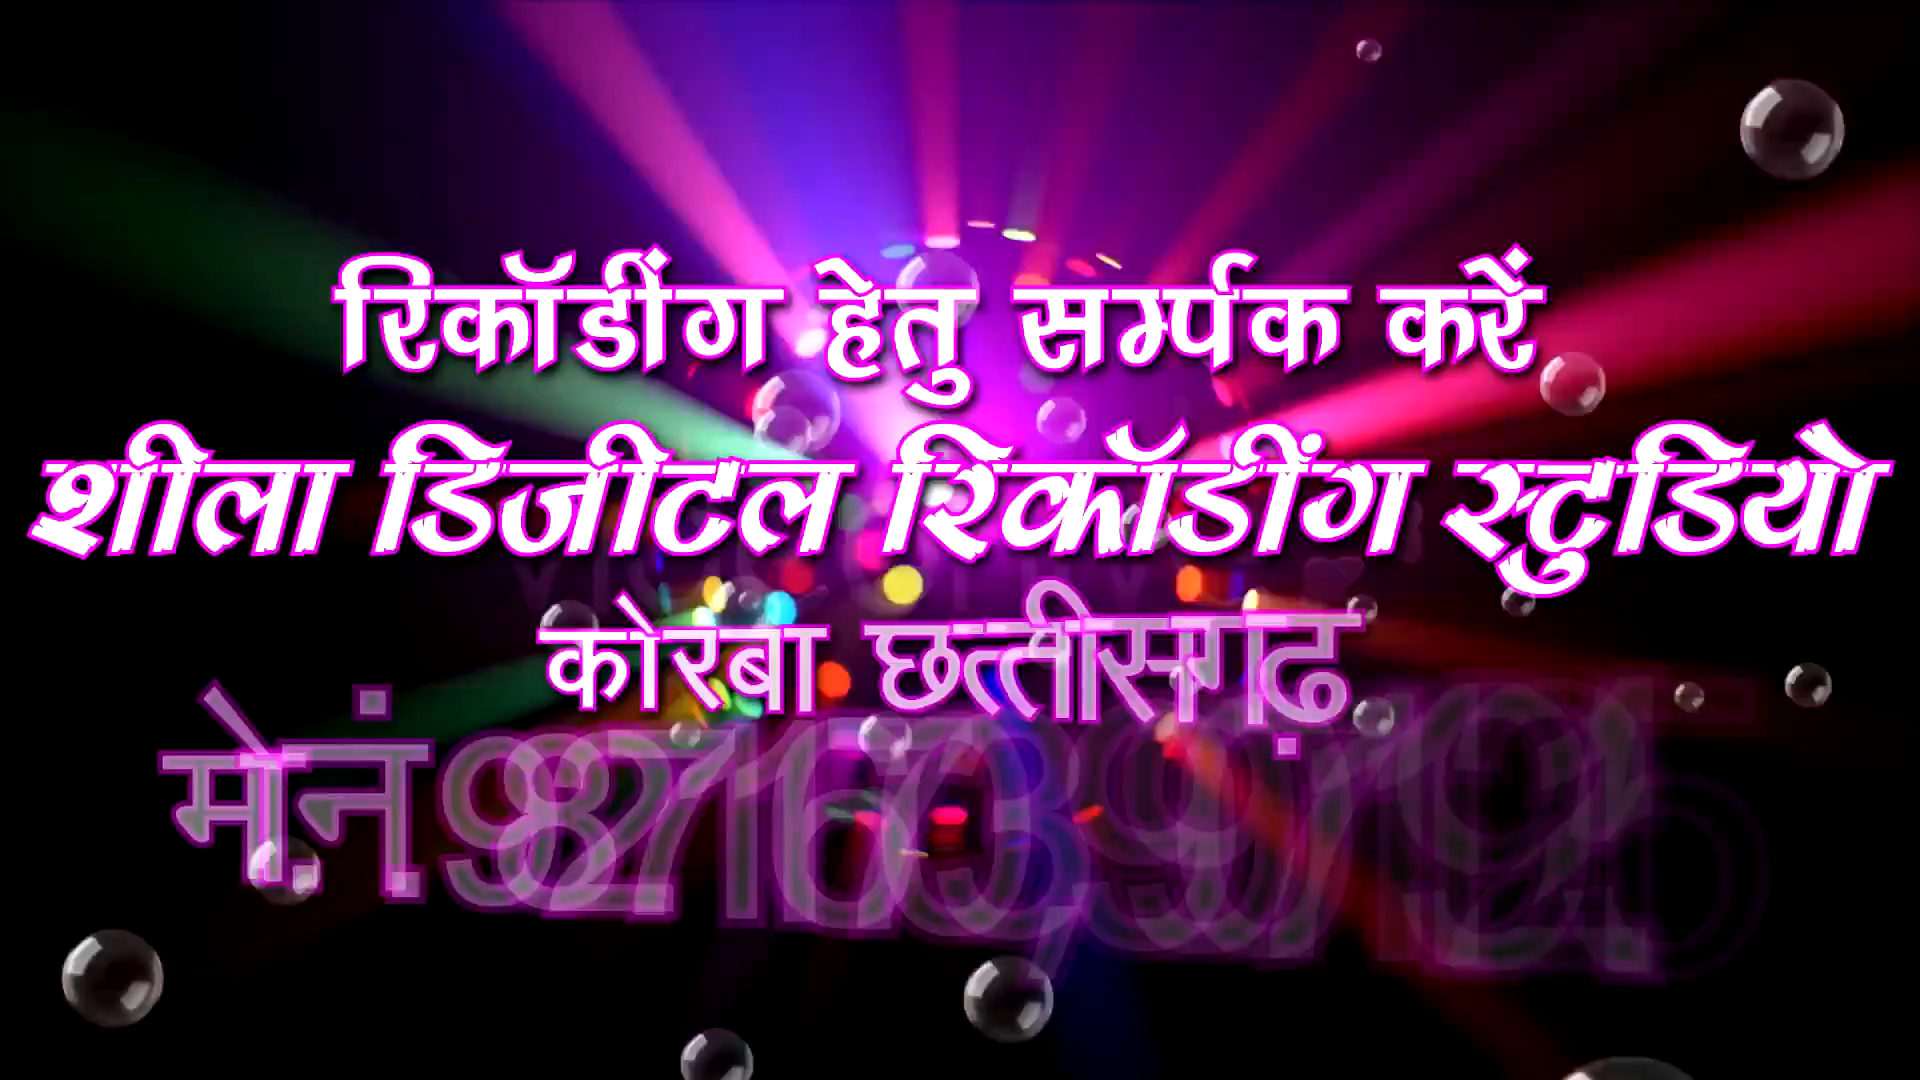 रिकॉर्डींग हेतु सर्म्पक करें
शीला डिजीटल रिकॉर्डींग स्टुडियो
कोरबा छत्तीसगढ़
मो.नं.